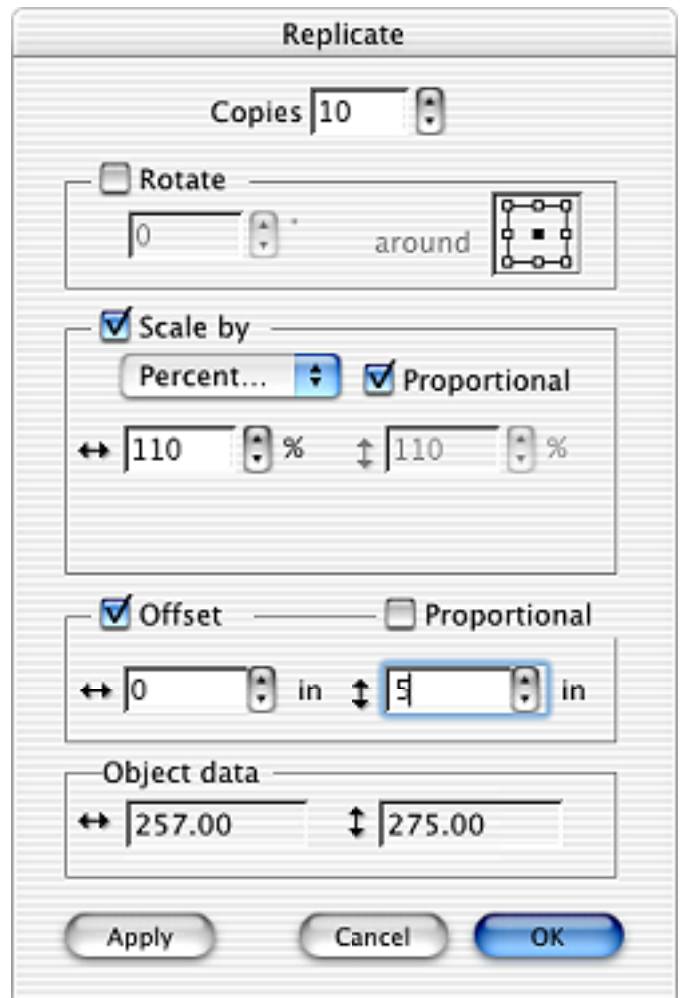 Replicate
Copies 10
Rotate
0 ° around
Scale by
Percent... Proportional
110 % 110 %
Offset Proportional
0 in 5 in
Object data
257.00 275.00
Apply Cancel OK